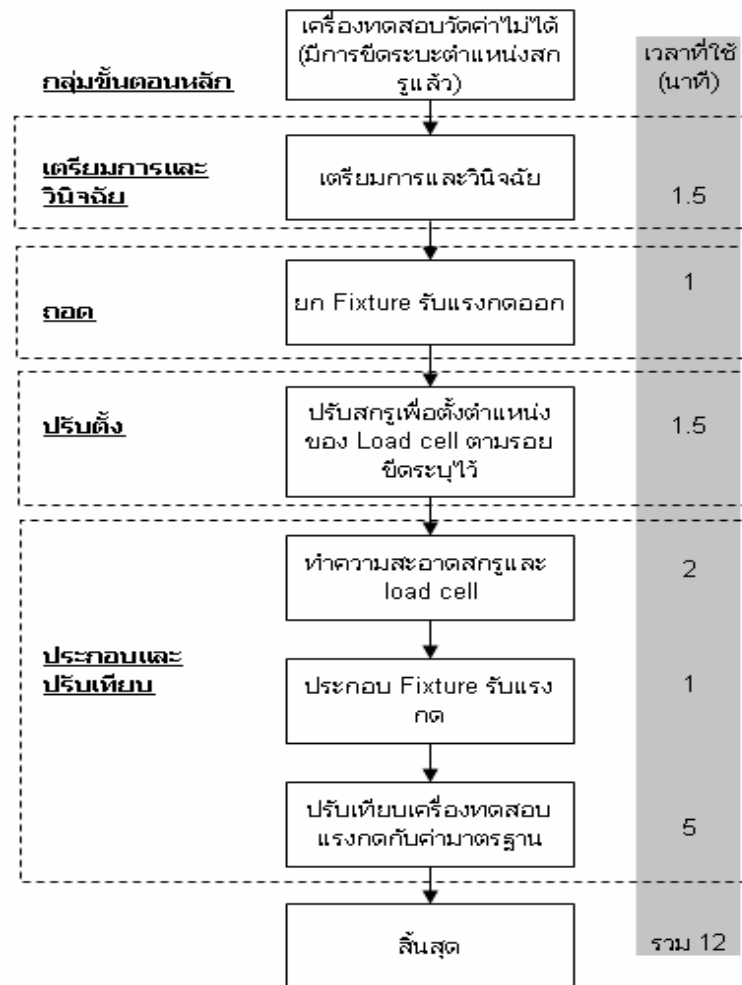 เครื่องทดสอบวัดค่าไม่ได้
(มีการขีดระบะตำแหน่งสก
รูแล้ว)
เวลาที่ใช้
(นาที)
กลุ่มขั้นตอนหลัก
เตรียมการและ
วินิจฉัย
เตรียมการและวินิจฉัย
1.5
ถอด
ยก Fixture รับแรงกดออก
1
ปรับตั้ง
ปรับสกรูเพื่อตั้งตำแหน่ง
ของ Load cell ตามรอย
ขีดระบุไว้
1.5
ทำความสะอาดสกรูและ
load cell
2
ประกอบและ
ปรับเทียบ
ประกอบ Fixture รับแรง
กด
1
ปรับเทียบเครื่องทดสอบ
แรงกดกับค่ามาตรฐาน
5
สิ้นสุด
รวม 12